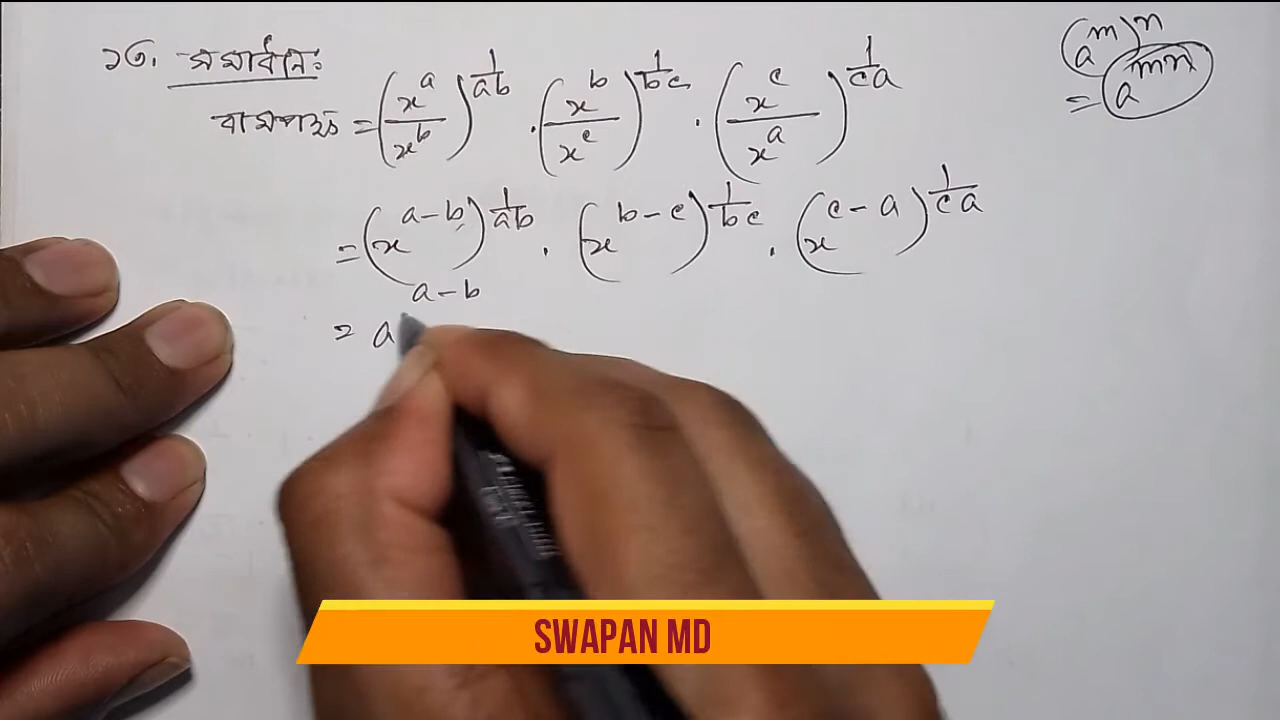 ১৩. সমাধান:
বামপক্ষ = (x^a/x^b)^(1/ab) · (x^b/x^c)^(1/bc) · (x^c/x^a)^(1/ca)
= (x^(a-b))^(1/ab) · (x^(b-c))^(1/bc) · (x^(c-a))^(1/ca)
= a^(a-b)
(a^m)^n
= a^(mn)
SWAPAN MD